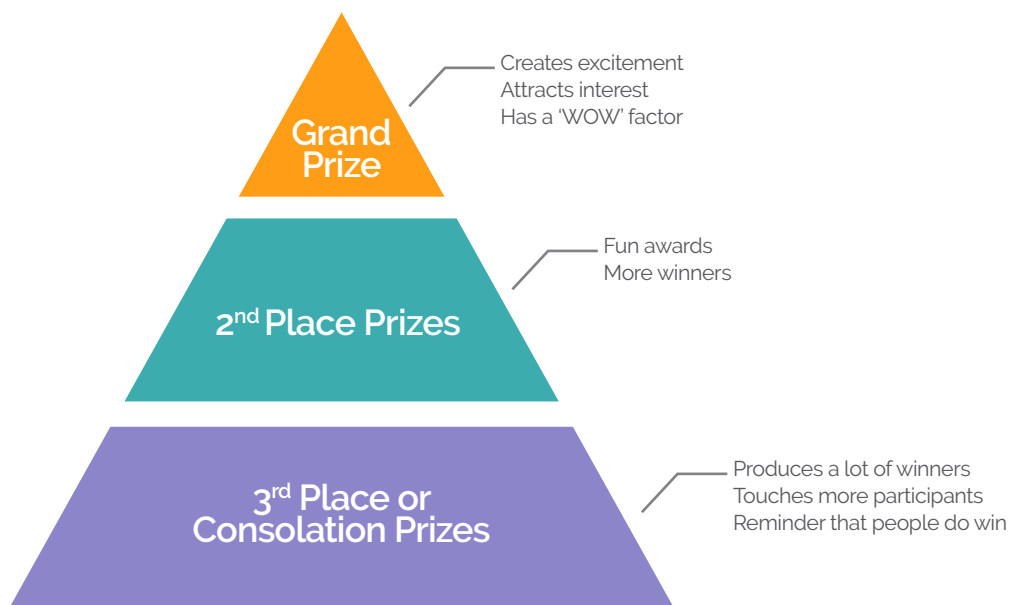 Grand
Prize
Creates excitement
Attracts interest
Has a ‘WOW’ factor
2nd Place Prizes
Fun awards
More winners
3rd Place or
Consolation Prizes
Produces a lot of winners
Touches more participants
Reminder that people do win